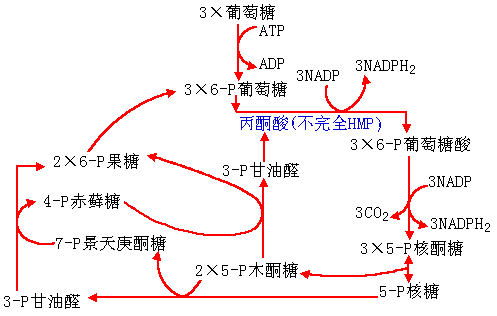 3×葡萄糖
ATP
ADP
3×6-P葡萄糖
3NADP
3NADPH₂
丙酮酸(不完全HMP)
3×6-P葡萄糖酸
2×6-P果糖
3-P甘油醛
4-P赤藓糖
3NADP
3CO₂
3NADPH₂
7-P景天庚酮糖
3×5-P核酮糖
2×5-P木酮糖
5-P核糖
3-P甘油醛